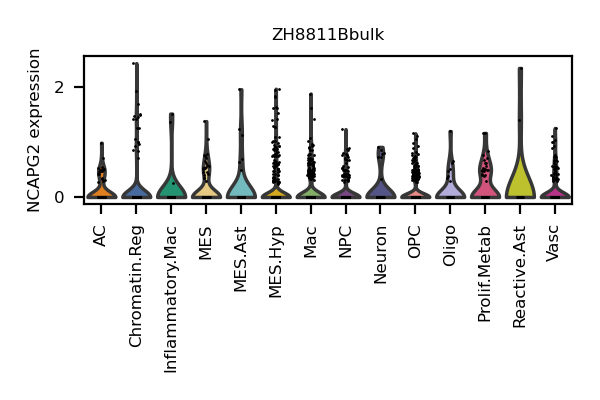 ZH8811Bbulk
NCAPG2 expression
2
0
AC
Chromatin.Reg
Inflammatory.Mac
MES
MES.Ast
MES.Hyp
Mac
NPC
Neuron
OPC
Oligo
Prolif.Metab
Reactive.Ast
Vasc